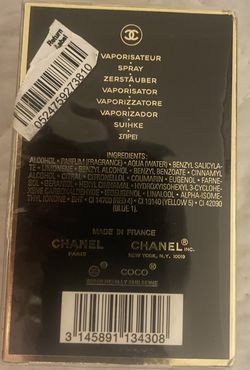 Return
Label
0524759273810
VAPORISATEUR
SPRAY
ZERSTÄUBER
VAPORISATOR
VAPORIZZATORE
VAPORIZADOR
SUIHKE
ΣΠΡΕΪ
INGREDIENTS:
ALCOHOL • PARFUM (FRAGRANCE) • AQUA (WATER) • BENZYL SALICYLA-
TE • LIMONENE • BENZYL ALCOHOL • BENZYL BENZOATE • CINNAMYL
ALCOHOL • CITRAL • CITRONELLOL • COUMARIN • EUGENOL • FARNE-
SOL • GERANIOL • HEXYL CINNAMAL • HYDROXYISOHEXYL 3-CYCLOHE-
XENE CARBOXALDEHYDE • ISOEUGENOL • LINALOOL • ALPHA-ISOME-
THYL IONONE • BHT • CI 14700 (RED 4) • CI 19140 (YELLOW 5) • CI 42090
(BLUE 1).
MADE IN FRANCE
CHANEL CHANEL INC.
PARIS NEW YORK, N.Y. 10019
COCO
3 145891 134308